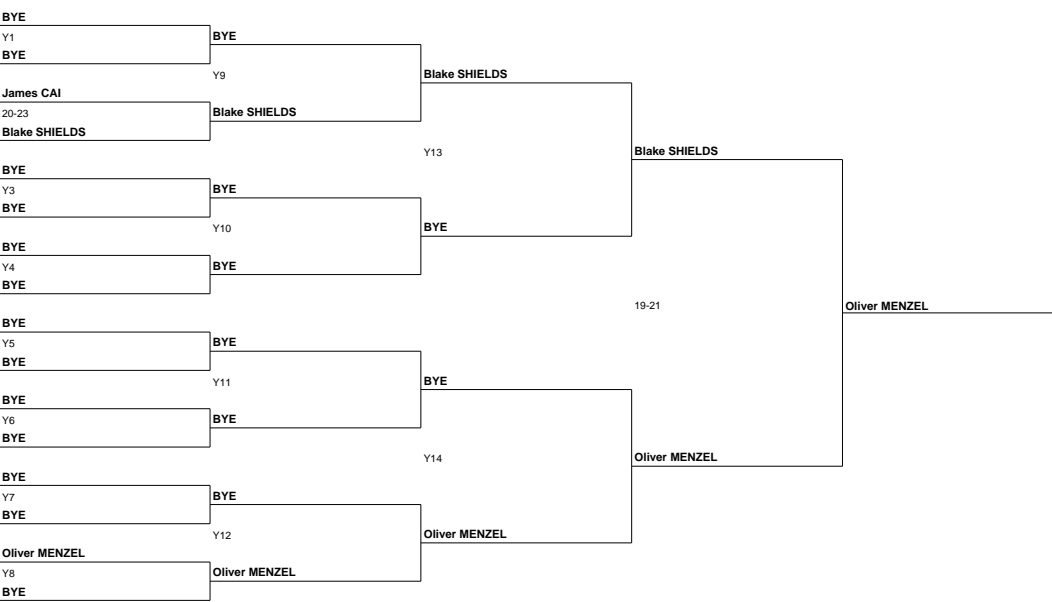 BYE
Y1
BYE
BYE
Y9
Blake SHIELDS
James CAI
20-23
Blake SHIELDS
Blake SHIELDS
Y13
Blake SHIELDS
BYE
Y3
BYE
BYE
Y10
BYE
BYE
Y4
BYE
BYE
19-21
Oliver MENZEL
BYE
Y5
BYE
BYE
Y11
BYE
BYE
Y6
BYE
BYE
Y14
Oliver MENZEL
BYE
Y7
BYE
BYE
Y12
Oliver MENZEL
Oliver MENZEL
Y8
Oliver MENZEL
BYE